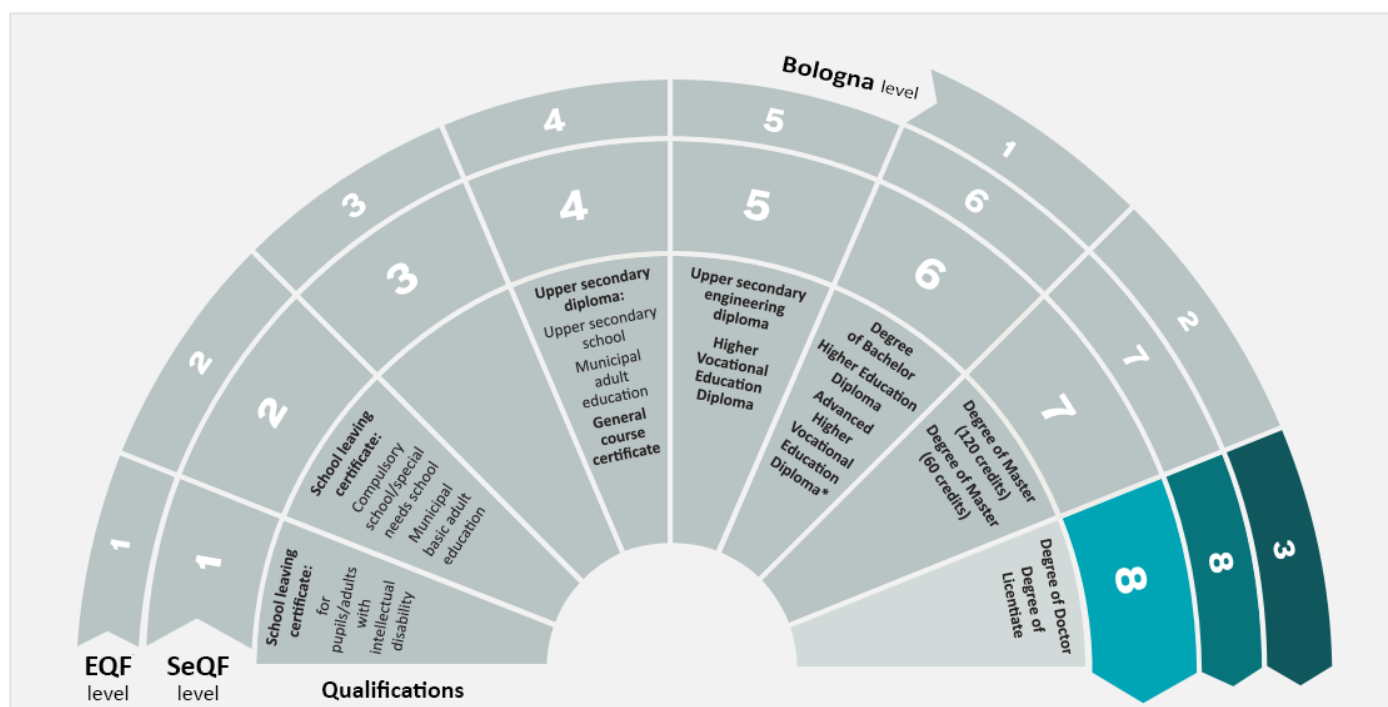 Bologna level
1
2
3
1
2
3
4
5
6
7
8
1
2
3
4
5
6
7
8
School leaving
certificate:
for
pupils/adults
with
intellectual
disability
School leaving
certificate:
Compulsory
school/special
needs school
Municipal
basic adult
education
Upper secondary
diploma:
Upper secondary
school
Municipal
adult
education
General
course
certificate
Upper secondary
engineering
diploma
Higher
Vocational
Education
Diploma
Degree
of Bachelor
Higher Education
Diploma
Advanced
Higher
Vocational
Education
Diploma*
Degree of Master
(120 credits)
Degree of Master
(60 credits)
Degree of Doctor
Degree of
Licentiate
EQF
level
SeQF
level
Qualifications